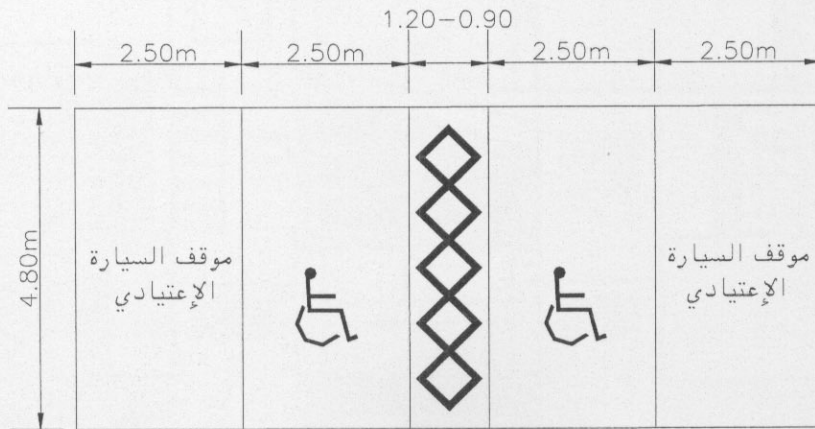 1.20-0.90
2.50m 2.50m 2.50m 2.50m
4.80m
موقف السيارة
الإعتيادي
موقف السيارة
الإعتيادي